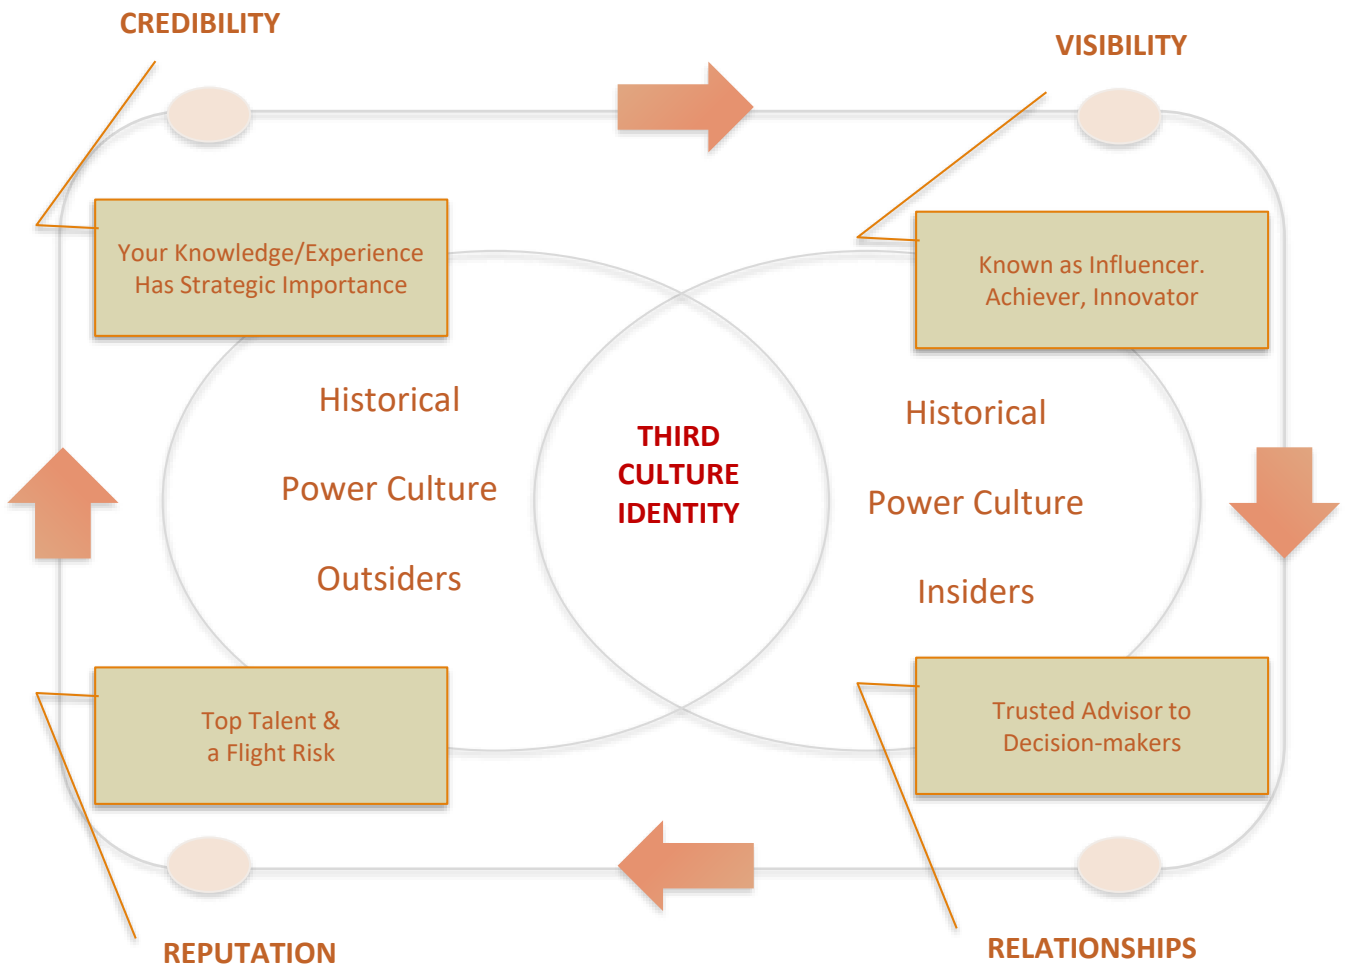 CREDIBILITY
VISIBILITY
Your Knowledge/Experience
Has Strategic Importance
Known as Influencer.
Achiever, Innovator
Historical
Power Culture
Outsiders
THIRD
CULTURE
IDENTITY
Historical
Power Culture
Insiders
Top Talent &
a Flight Risk
Trusted Advisor to
Decision-makers
REPUTATION
RELATIONSHIPS